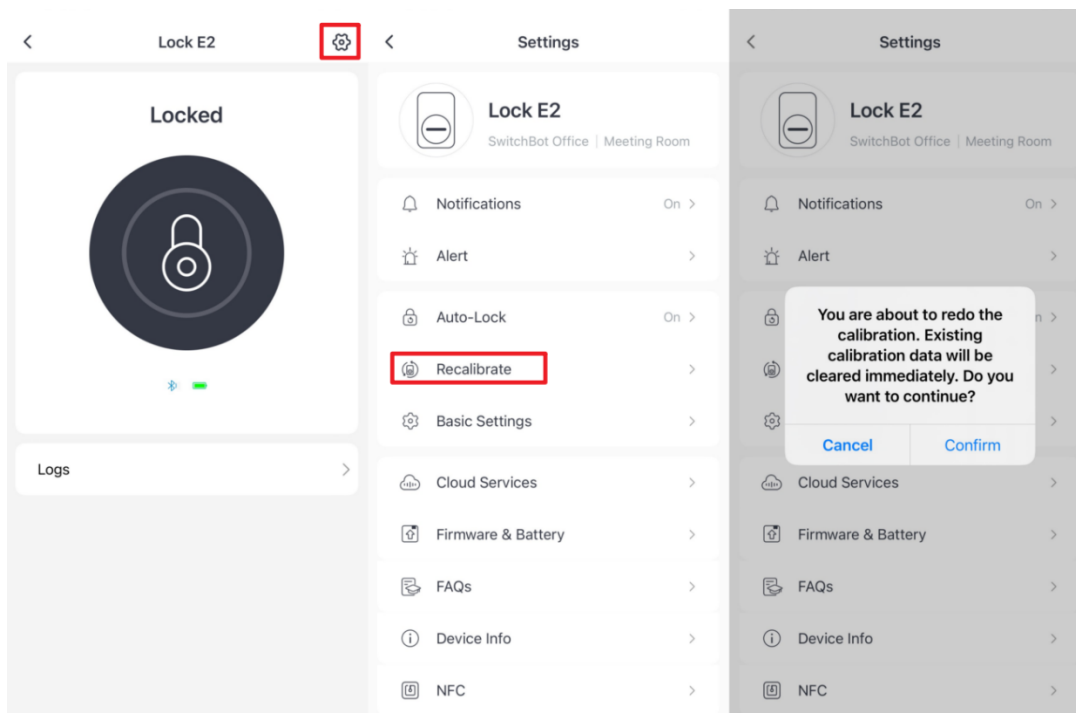 Lock E2
Locked
Logs
Settings
Lock E2
SwitchBot Office | Meeting Room
Notifications On
Alert
Auto-Lock On
Recalibrate
Basic Settings
Cloud Services
Firmware & Battery
FAQs
Device Info
NFC
Settings
Lock E2
SwitchBot Office | Meeting Room
Notifications On
Alert
You are about to redo the
calibration. Existing
calibration data will be
cleared immediately. Do you
want to continue?
Cancel Confirm
Cloud Services
Firmware & Battery
FAQs
Device Info
NFC